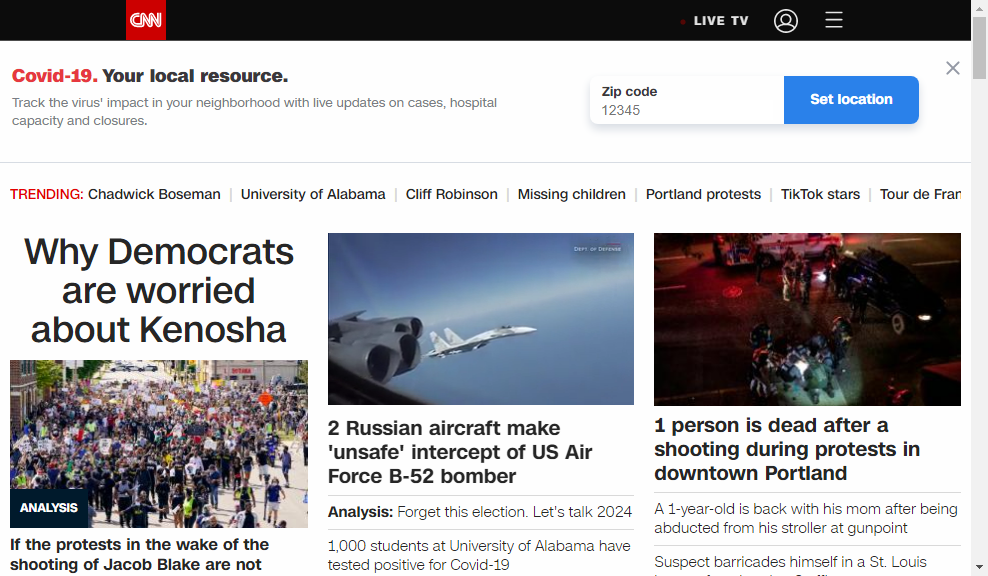 CNN
LIVE TV
Covid-19. Your local resource.
Track the virus' impact in your neighborhood with live updates on cases, hospital
capacity and closures.
Zip code
12345
Set location
TRENDING: Chadwick Boseman | University of Alabama | Cliff Robinson | Missing children | Portland protests | TikTok stars | Tour de Fran
Why Democrats
are worried
about Kenosha
ANALYSIS
If the protests in the wake of the
shooting of Jacob Blake are not
DEPT OF DEFENSE
2 Russian aircraft make
'unsafe' intercept of US Air
Force B-52 bomber
Analysis: Forget this election. Let's talk 2024
1,000 students at University of Alabama have
tested positive for Covid-19
1 person is dead after a
shooting during protests in
downtown Portland
A 1-year-old is back with his mom after being
abducted from his stroller at gunpoint
Suspect barricades himself in a St. Louis